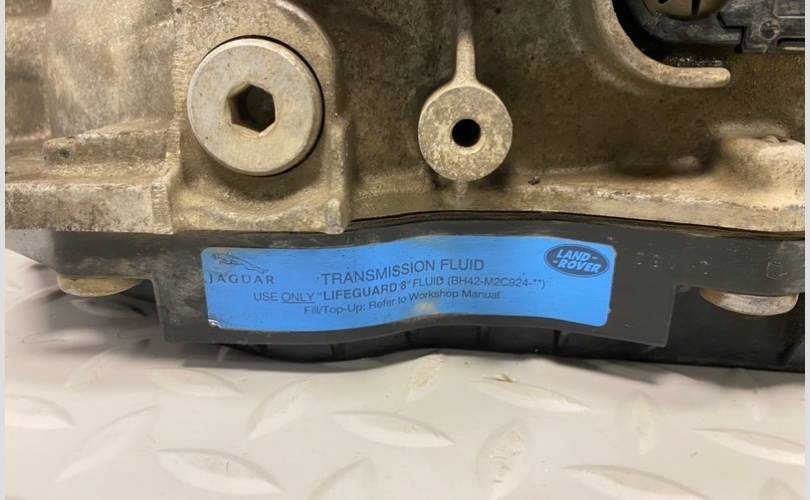 JAGUAR
LAND-
-ROVER
TRANSMISSION FLUID
USE ONLY "LIFEGUARD 8" FLUID (BH42-M2C924-**)
Fill/Top-Up: Refer to Workshop Manual